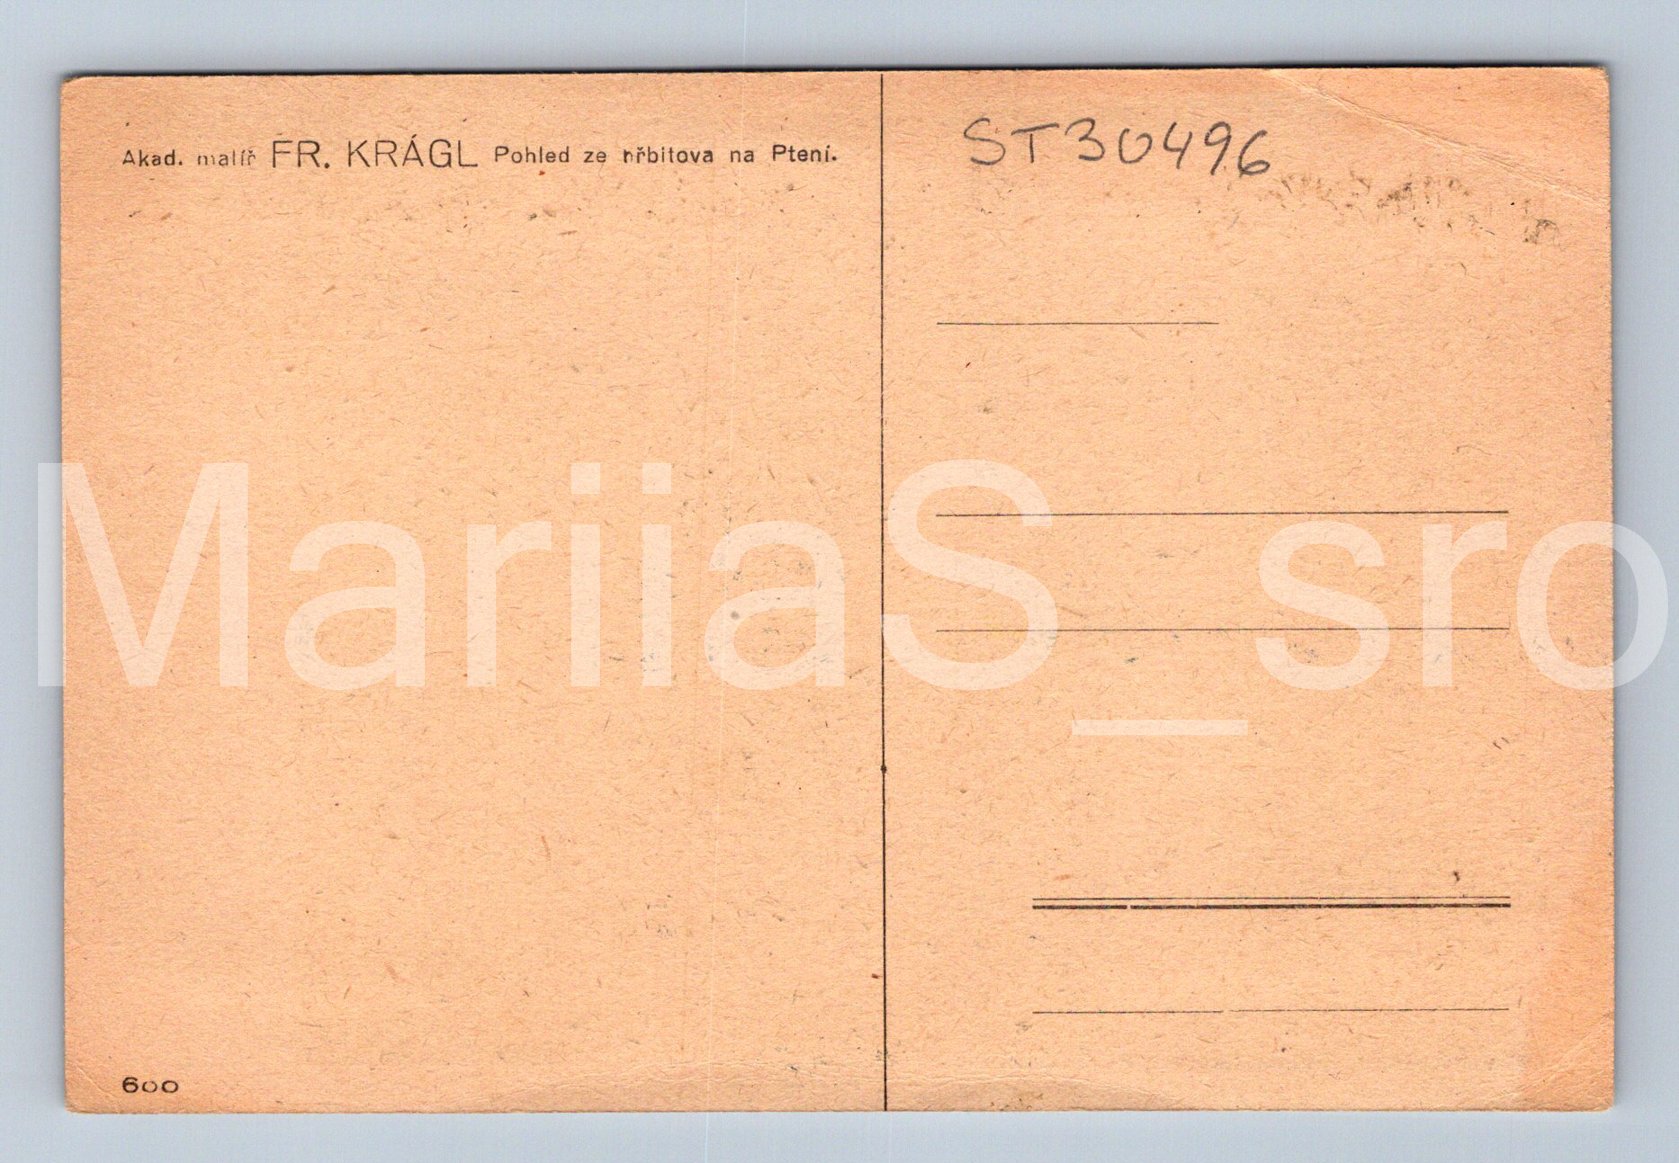 Akad. malíř FR. KRÁGL Pohled ze hřbitova na Ptení.
ST30496
MariiaS_sro
600